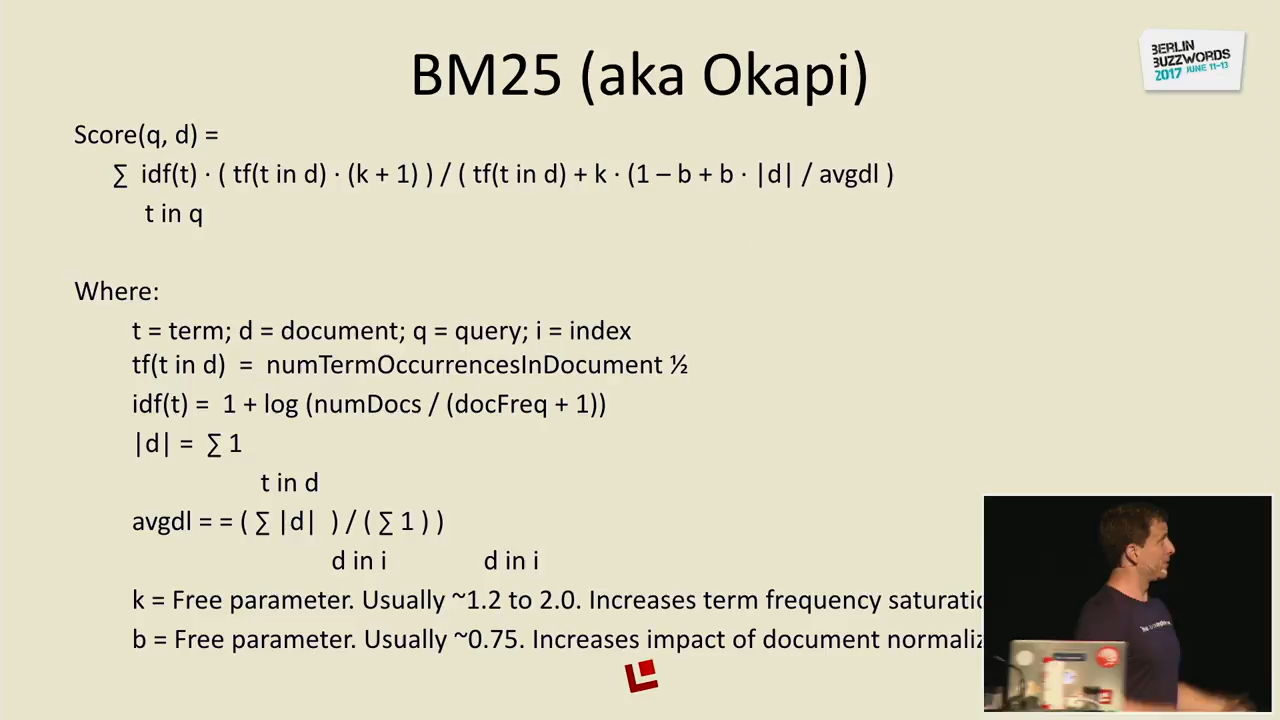 BM25 (aka Okapi)
BERLIN
BUZZWORDS
2017 JUNE 11-13
Score(q, d) =
∑ idf(t) · ( tf(t in d) · (k + 1) ) / ( tf(t in d) + k · (1 – b + b · |d| / avgdl )
t in q
Where:
t = term; d = document; q = query; i = index
tf(t in d) = numTermOccurrencesInDocument ½
idf(t) = 1 + log (numDocs / (docFreq + 1))
|d| = ∑ 1
t in d
avgdl = = ( ∑ |d| ) / ( ∑ 1 ) )
d in i d in i
k = Free parameter. Usually ~1.2 to 2.0. Increases term frequency
b = Free parameter. Usually ~0.75. Increases impact of document